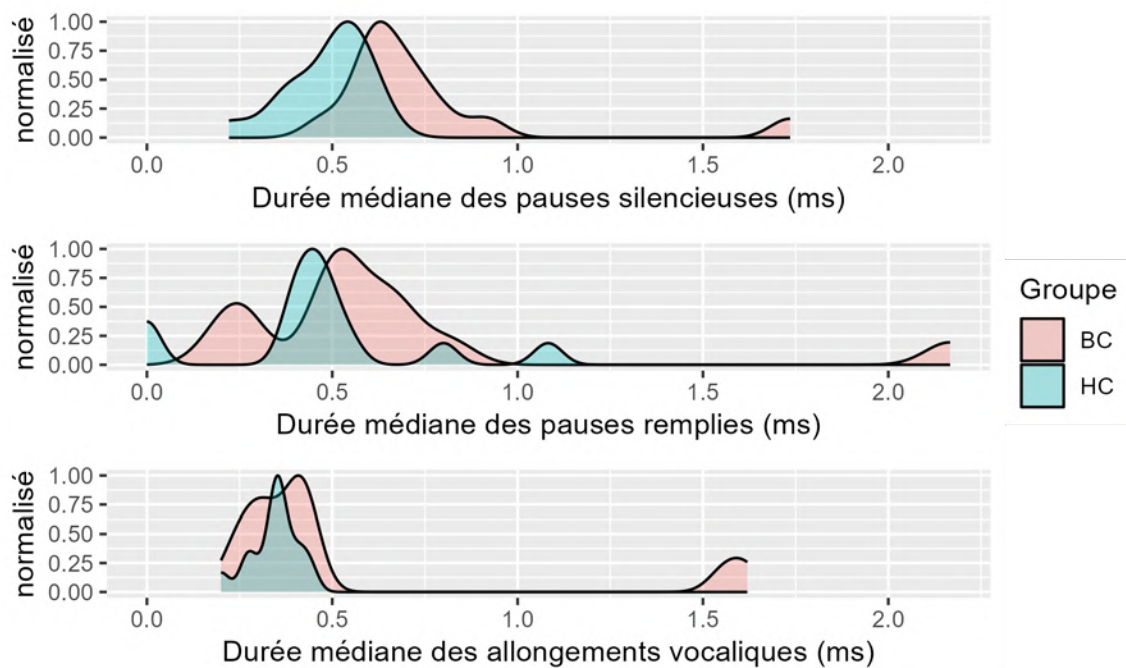 normalisé
1.00
0.75
0.50
0.25
0.00
0.0 0.5 1.0 1.5 2.0
Durée médiane des pauses silencieuses (ms)
normalisé
1.00
0.75
0.50
0.25
0.00
0.0 0.5 1.0 1.5 2.0
Durée médiane des pauses remplies (ms)
normalisé
1.00
0.75
0.50
0.25
0.00
0.0 0.5 1.0 1.5 2.0
Durée médiane des allongements vocaliques (ms)
Groupe
BC
HC